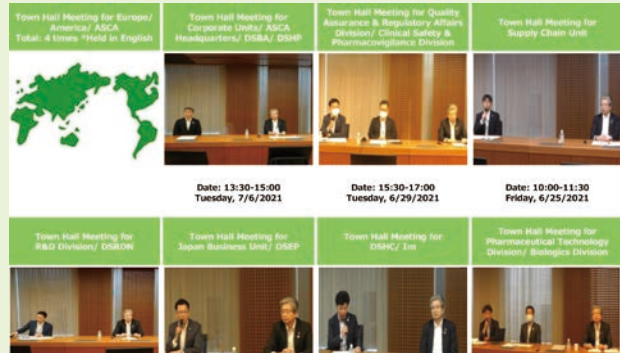 Town Hall Meeting for Europe/
America/ ASCA
Total: 4 times *Held in English
Town Hall Meeting for
Corporate Units/ ASCA
Headquarters/ DSBA/ DSHP
Town Hall Meeting for Quality
Assurance & Regulatory Affairs
Division/ Clinical Safety &
Pharmacovigilance Division
Town Hall Meeting for
Supply Chain Unit
Date: 13:30-15:00
Tuesday, 7/6/2021
Date: 15:30-17:00
Tuesday, 6/29/2021
Date: 10:00-11:30
Friday, 6/25/2021
Town Hall Meeting for
R&D Division/ DSRDN
Town Hall Meeting for
Japan Business Unit/ DSEP
Town Hall Meeting for
DSHC/ Im
Town Hall Meeting for
Pharmaceutical Technology
Division/ Biologics Division